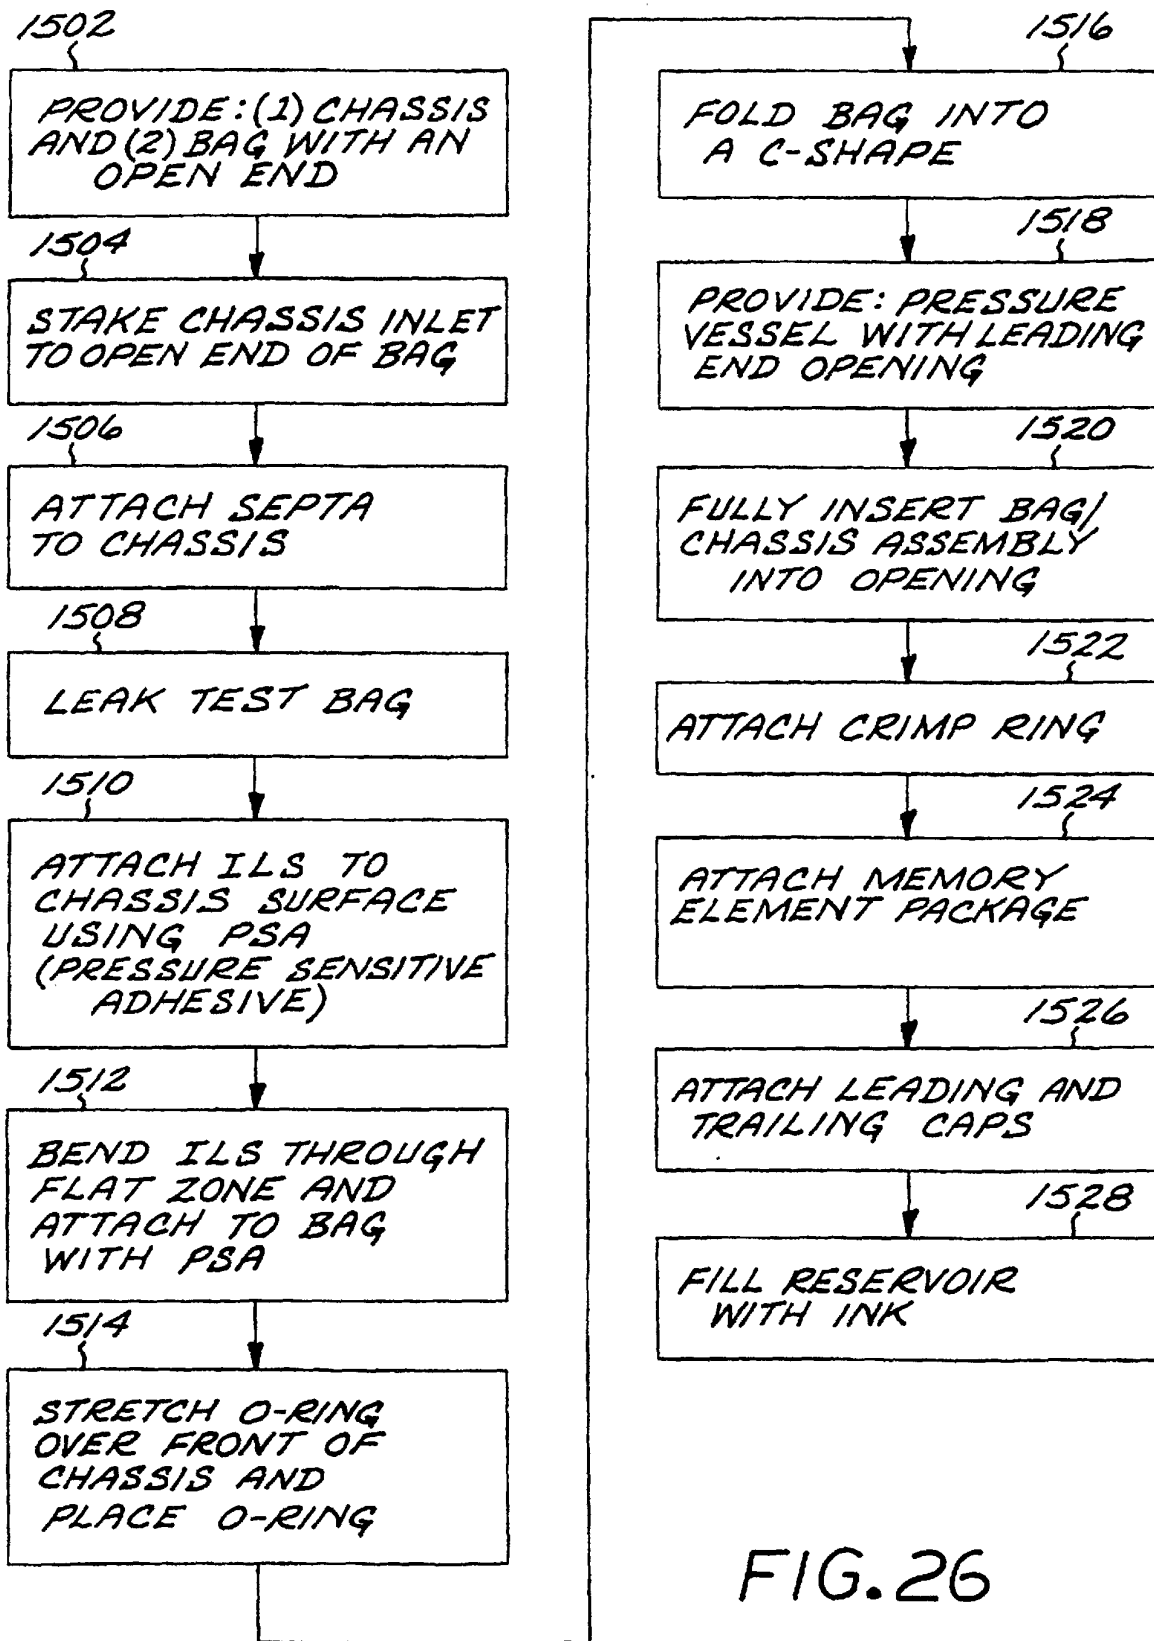 1502
PROVIDE: (1) CHASSIS
AND (2) BAG WITH AN
OPEN END
1504
STAKE CHASSIS INLET
TO OPEN END OF BAG
1506
ATTACH SEPTA
TO CHASSIS
1508
LEAK TEST BAG
1510
ATTACH ILS TO
CHASSIS SURFACE
USING PSA
(PRESSURE SENSITIVE
ADHESIVE)
1512
BEND ILS THROUGH
FLAT ZONE AND
ATTACH TO BAG
WITH PSA
1514
STRETCH O-RING
OVER FRONT OF
CHASSIS AND
PLACE O-RING
1516
FOLD BAG INTO
A C-SHAPE
1518
PROVIDE: PRESSURE
VESSEL WITH LEADING
END OPENING
1520
FULLY INSERT BAG/
CHASSIS ASSEMBLY
INTO OPENING
1522
ATTACH CRIMP RING
1524
ATTACH MEMORY
ELEMENT PACKAGE
1526
ATTACH LEADING AND
TRAILING CAPS
1528
FILL RESERVOIR
WITH INK
FIG. 26